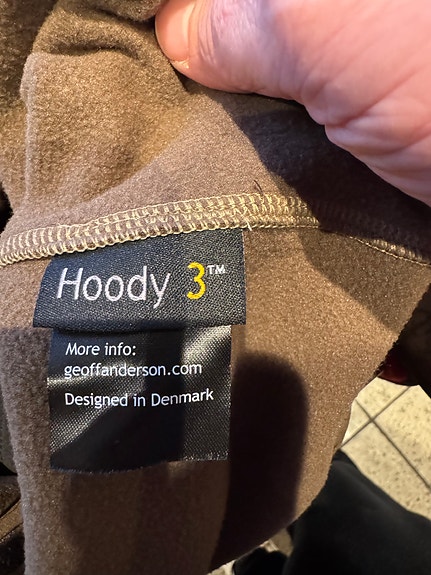 Hoody 3™
More info:
geoffanderson.com
Designed in Denmark